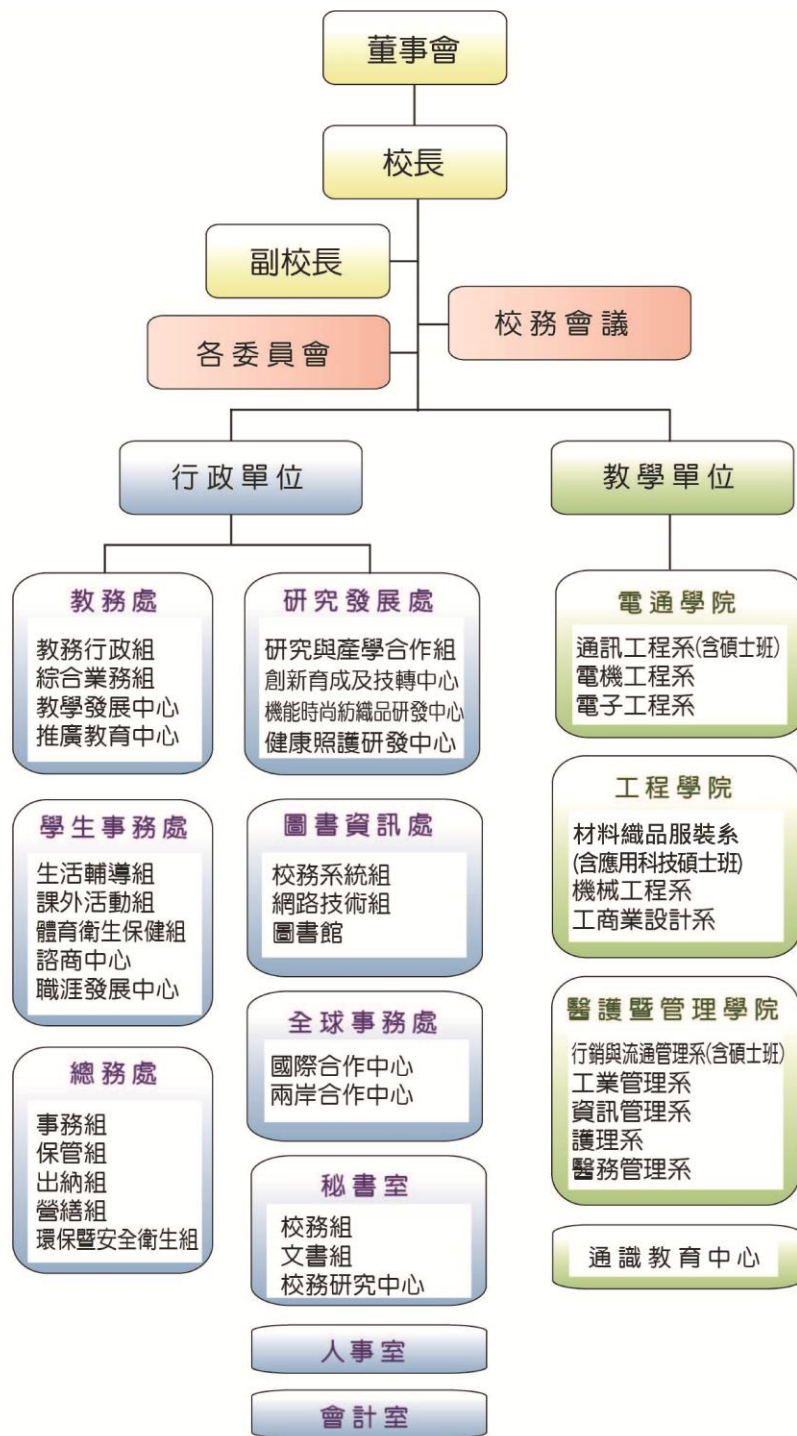 董事會
校長
副校長
校務會議
各委員會
行政單位
教學單位
教務處
教務行政組
綜合業務組
教學發展中心
推廣教育中心
學生事務處
生活輔導組
課外活動組
體育衛生保健組
諮商中心
職涯發展中心
總務處
事務組
保管組
出納組
營繕組
環保暨安全衛生組
研究發展處
研究與產學合作組
創新育成及技轉中心
機能時尚紡織品研發中心
健康照護研發中心
圖書資訊處
校務系統組
網路技術組
圖書館
全球事務處
國際合作中心
兩岸合作中心
秘書室
校務組
文書組
校務研究中心
人事室
會計室
電通學院
通訊工程系(含碩士班)
電機工程系
電子工程系
工程學院
材料織品服裝系
(含應用科技碩士班)
機械工程系
工商業設計系
醫護暨管理學院
行銷與流通管理系(含碩士班)
工業管理系
資訊管理系
護理系
醫務管理系
通識教育中心